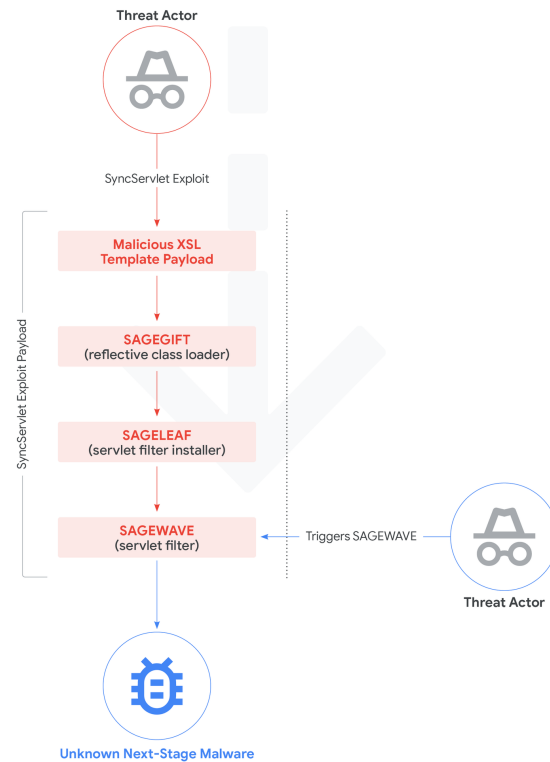 Threat Actor
SyncServlet Exploit
SyncServlet Exploit Payload
Malicious XSL
Template Payload
SAGEGIFT
(reflective class loader)
SAGELEAF
(servlet filter installer)
SAGEWAVE
(servlet filter)
Triggers SAGEWAVE
Threat Actor
Unknown Next-Stage Malware